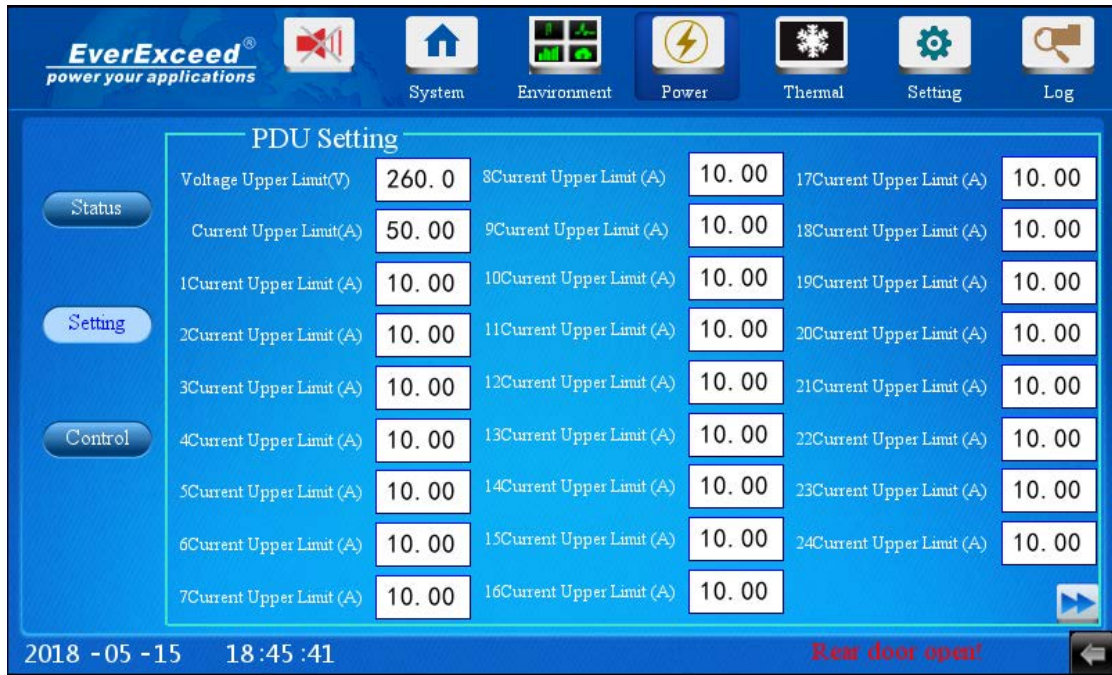 EverExceed®
power your applications
System
Environment
Power
Thermal
Setting
Log
PDU Setting
Status
Setting
Control
Voltage Upper Limit(V) 260.0
Current Upper Limit(A) 50.00
1Current Upper Limit (A) 10.00
2Current Upper Limit (A) 10.00
3Current Upper Limit (A) 10.00
4Current Upper Limit (A) 10.00
5Current Upper Limit (A) 10.00
6Current Upper Limit (A) 10.00
7Current Upper Limit (A) 10.00
8Current Upper Limit (A) 10.00
9Current Upper Limit (A) 10.00
10Current Upper Limit (A) 10.00
11Current Upper Limit (A) 10.00
12Current Upper Limit (A) 10.00
13Current Upper Limit (A) 10.00
14Current Upper Limit (A) 10.00
15Current Upper Limit (A) 10.00
16Current Upper Limit (A) 10.00
17Current Upper Limit (A) 10.00
18Current Upper Limit (A) 10.00
19Current Upper Limit (A) 10.00
20Current Upper Limit (A) 10.00
21Current Upper Limit (A) 10.00
22Current Upper Limit (A) 10.00
23Current Upper Limit (A) 10.00
24Current Upper Limit (A) 10.00
2018 -05 -15 18:45:41
Rear door open!